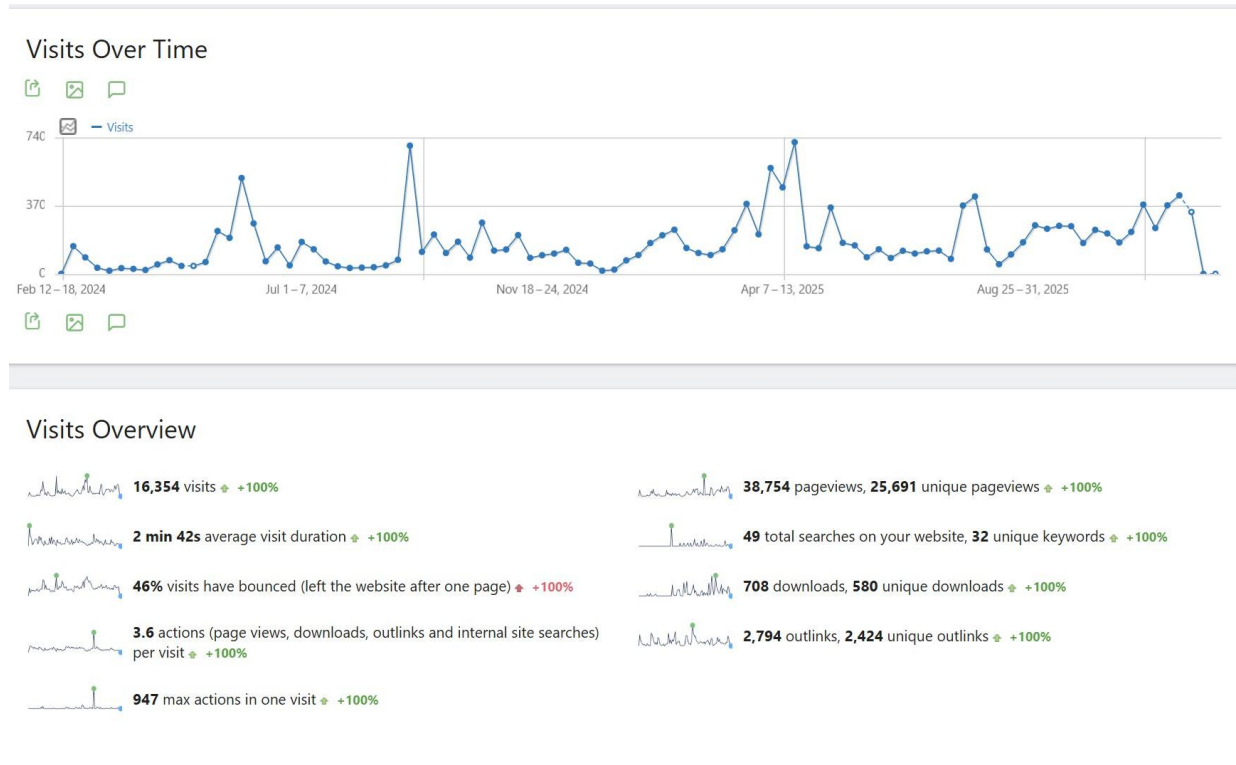 Visits Over Time
Visits
740
370
0
Feb 12 – 18, 2024
Jul 1 – 7, 2024
Nov 18 – 24, 2024
Apr 7 – 13, 2025
Aug 25 – 31, 2025
Visits Overview
16,354 visits +100%
2 min 42s average visit duration +100%
46% visits have bounced (left the website after one page) +100%
3.6 actions (page views, downloads, outlinks and internal site searches)
per visit +100%
947 max actions in one visit +100%
38,754 pageviews, 25,691 unique pageviews +100%
49 total searches on your website, 32 unique keywords +100%
708 downloads, 580 unique downloads +100%
2,794 outlinks, 2,424 unique outlinks +100%